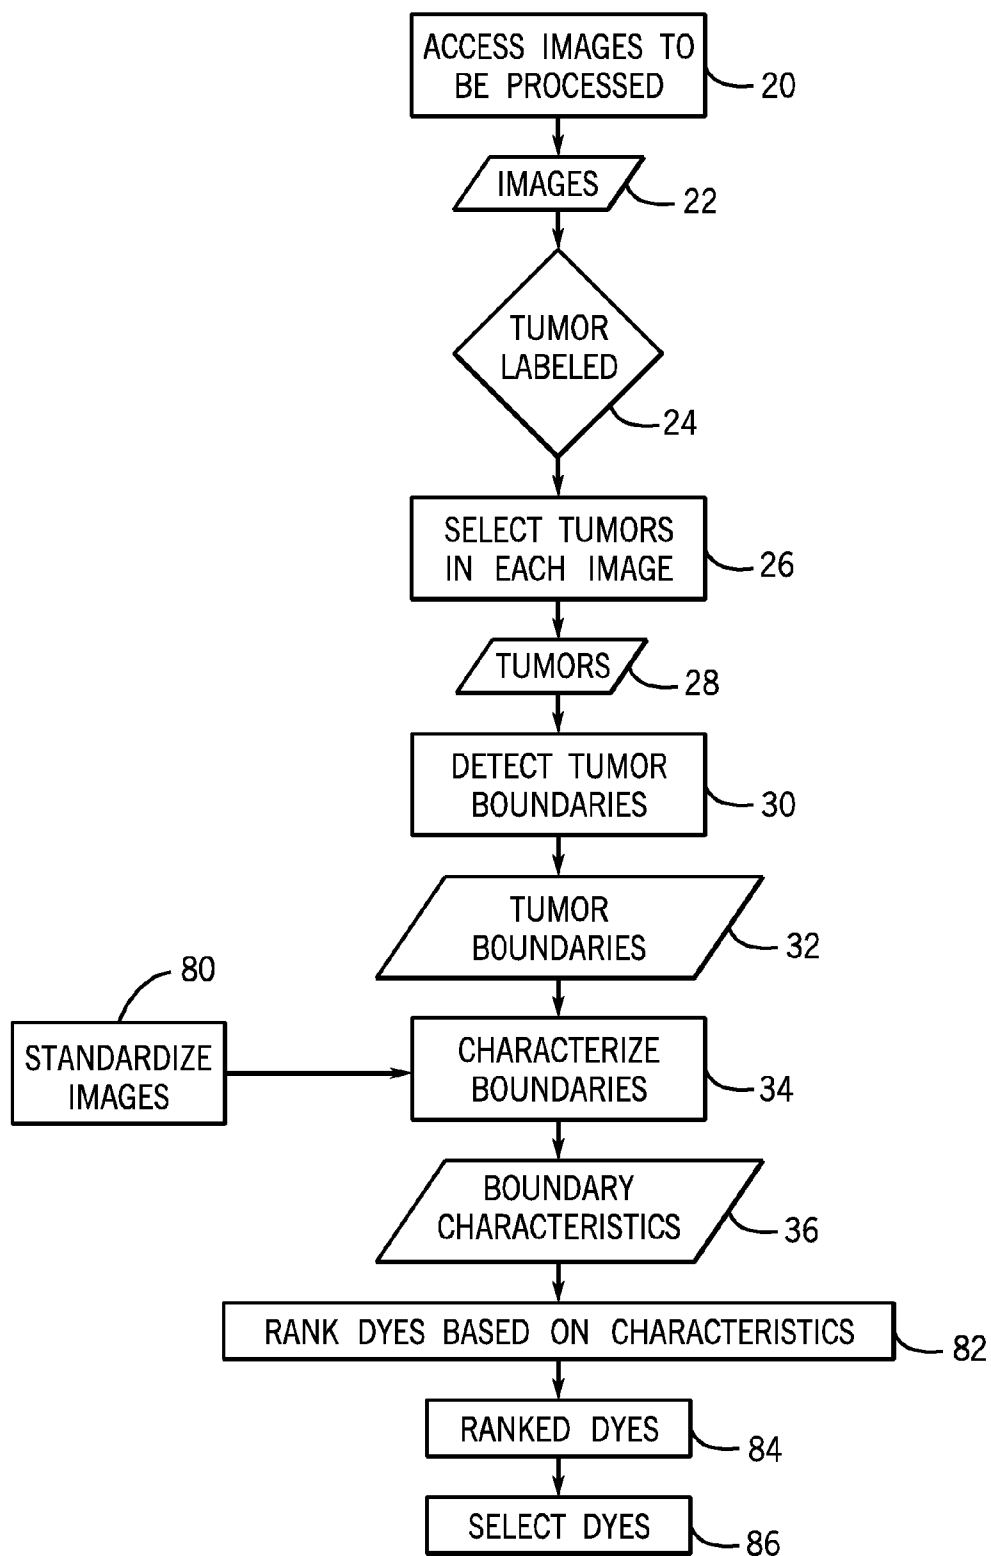 ACCESS IMAGES TO
BE PROCESSED
20
IMAGES
22
TUMOR
LABELED
24
SELECT TUMORS
IN EACH IMAGE
26
TUMORS
28
DETECT TUMOR
BOUNDARIES
30
TUMOR
BOUNDARIES
32
80
STANDARDIZE
IMAGES
CHARACTERIZE
BOUNDARIES
34
BOUNDARY
CHARACTERISTICS
36
RANK DYES BASED ON CHARACTERISTICS
82
RANKED DYES
84
SELECT DYES
86